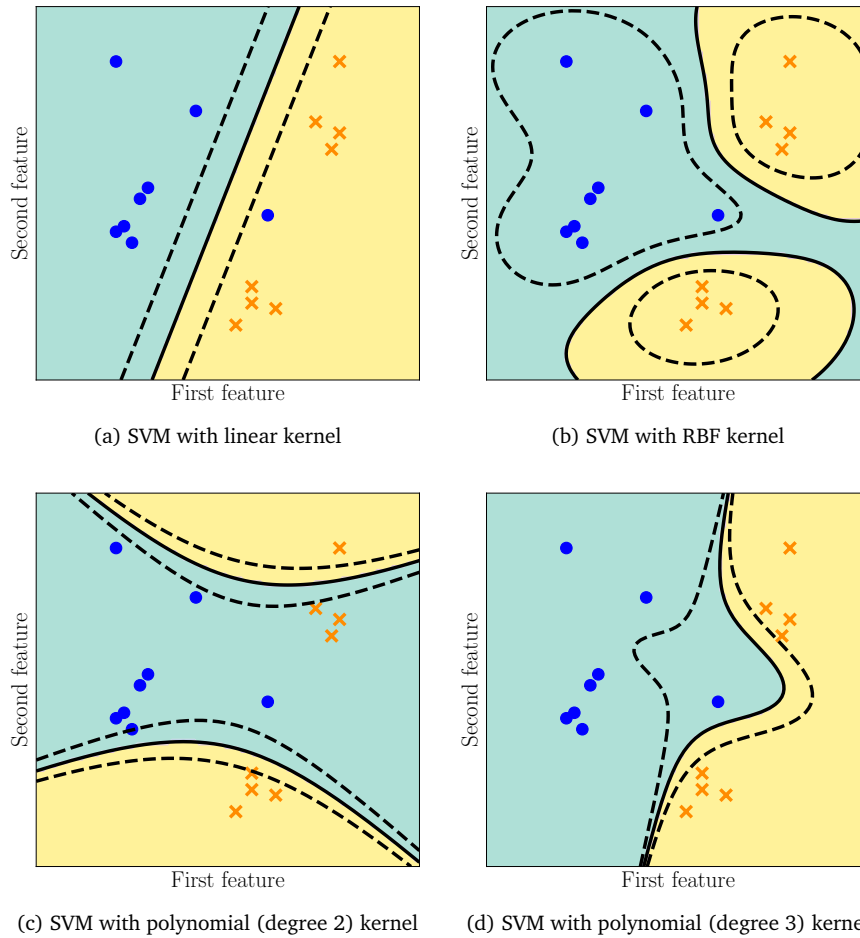 Second feature
First feature
(a) SVM with linear kernel
Second feature
First feature
(b) SVM with RBF kernel
Second feature
First feature
(c) SVM with polynomial (degree 2) kernel
Second feature
First feature
(d) SVM with polynomial (degree 3) kerne